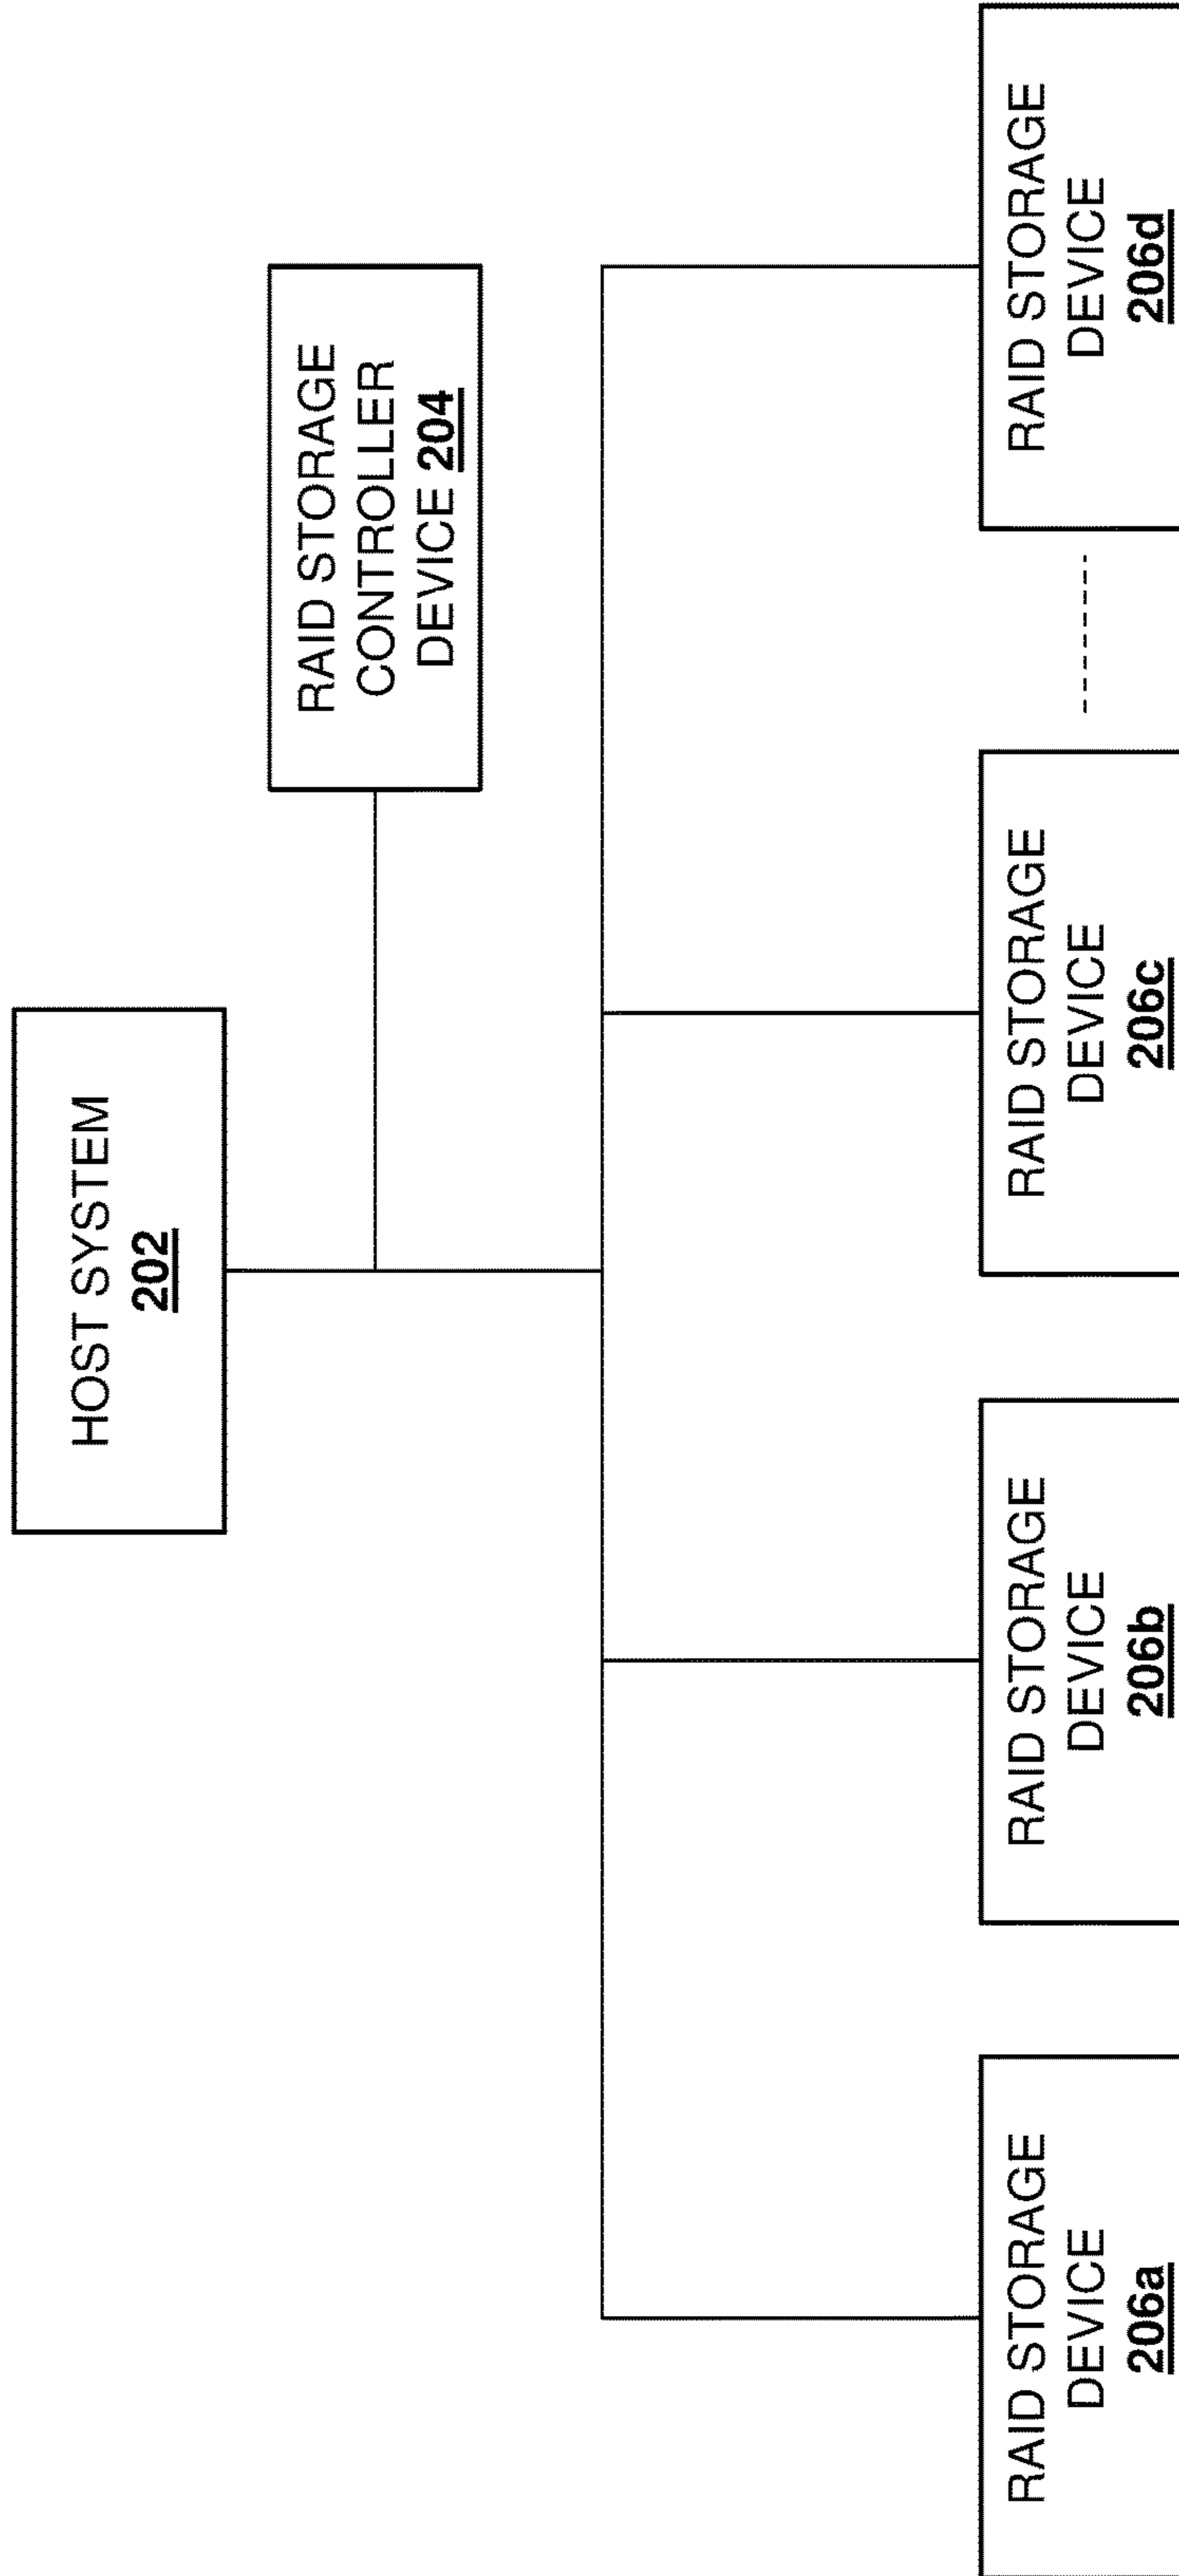 HOST SYSTEM
202
RAID STORAGE
CONTROLLER
DEVICE 204
RAID STORAGE
DEVICE
206a
RAID STORAGE
DEVICE
206b
RAID STORAGE
DEVICE
206c
RAID STORAGE
DEVICE
206d